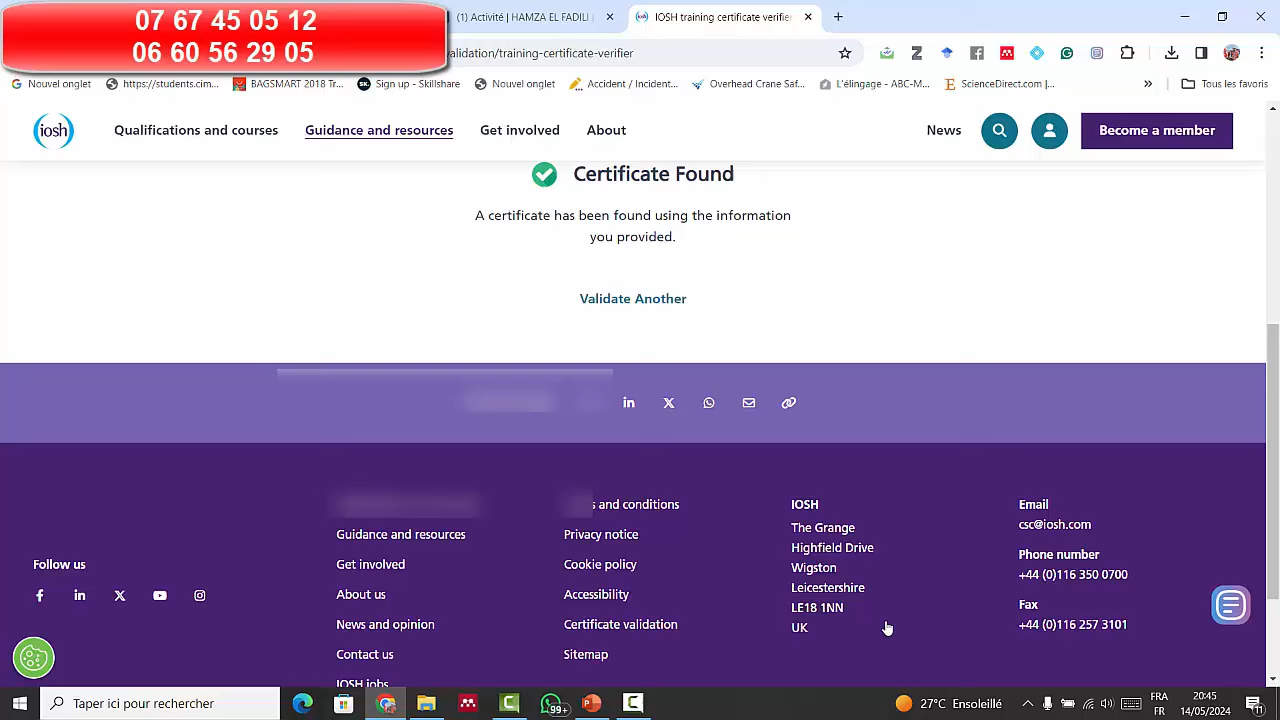 07 67 45 05 12
06 60 56 29 05
(1) Activité | HAMZA EL FADILI |
IOSH training certificate verifier
validation/training-certificate-verifier
Nouvel onglet
https://students.cim...
BAGSMART 2018 Tr...
Sign up - Skillshare
Nouvel onglet
Accident / Incident...
Overhead Crane Saf...
L'élingage - ABC-M...
ScienceDirect.com |...
»
Tous les favoris
iosh
Qualifications and courses
Guidance and resources
Get involved
About
News
Become a member
Certificate Found
A certificate has been found using the information
you provided.
Validate Another
Follow us
Guidance and resources
Get involved
About us
News and opinion
Contact us
IOSH jobs
and conditions
Privacy notice
Cookie policy
Accessibility
Certificate validation
Sitemap
IOSH
The Grange
Highfield Drive
Wigston
Leicestershire
LE18 1NN
UK
Email
csc@iosh.com
Phone number
+44 (0)116 350 0700
Fax
+44 (0)116 257 3101
Taper ici pour rechercher
99+
27°C Ensoleillé
FRA
FR
20:45
14/05/2024